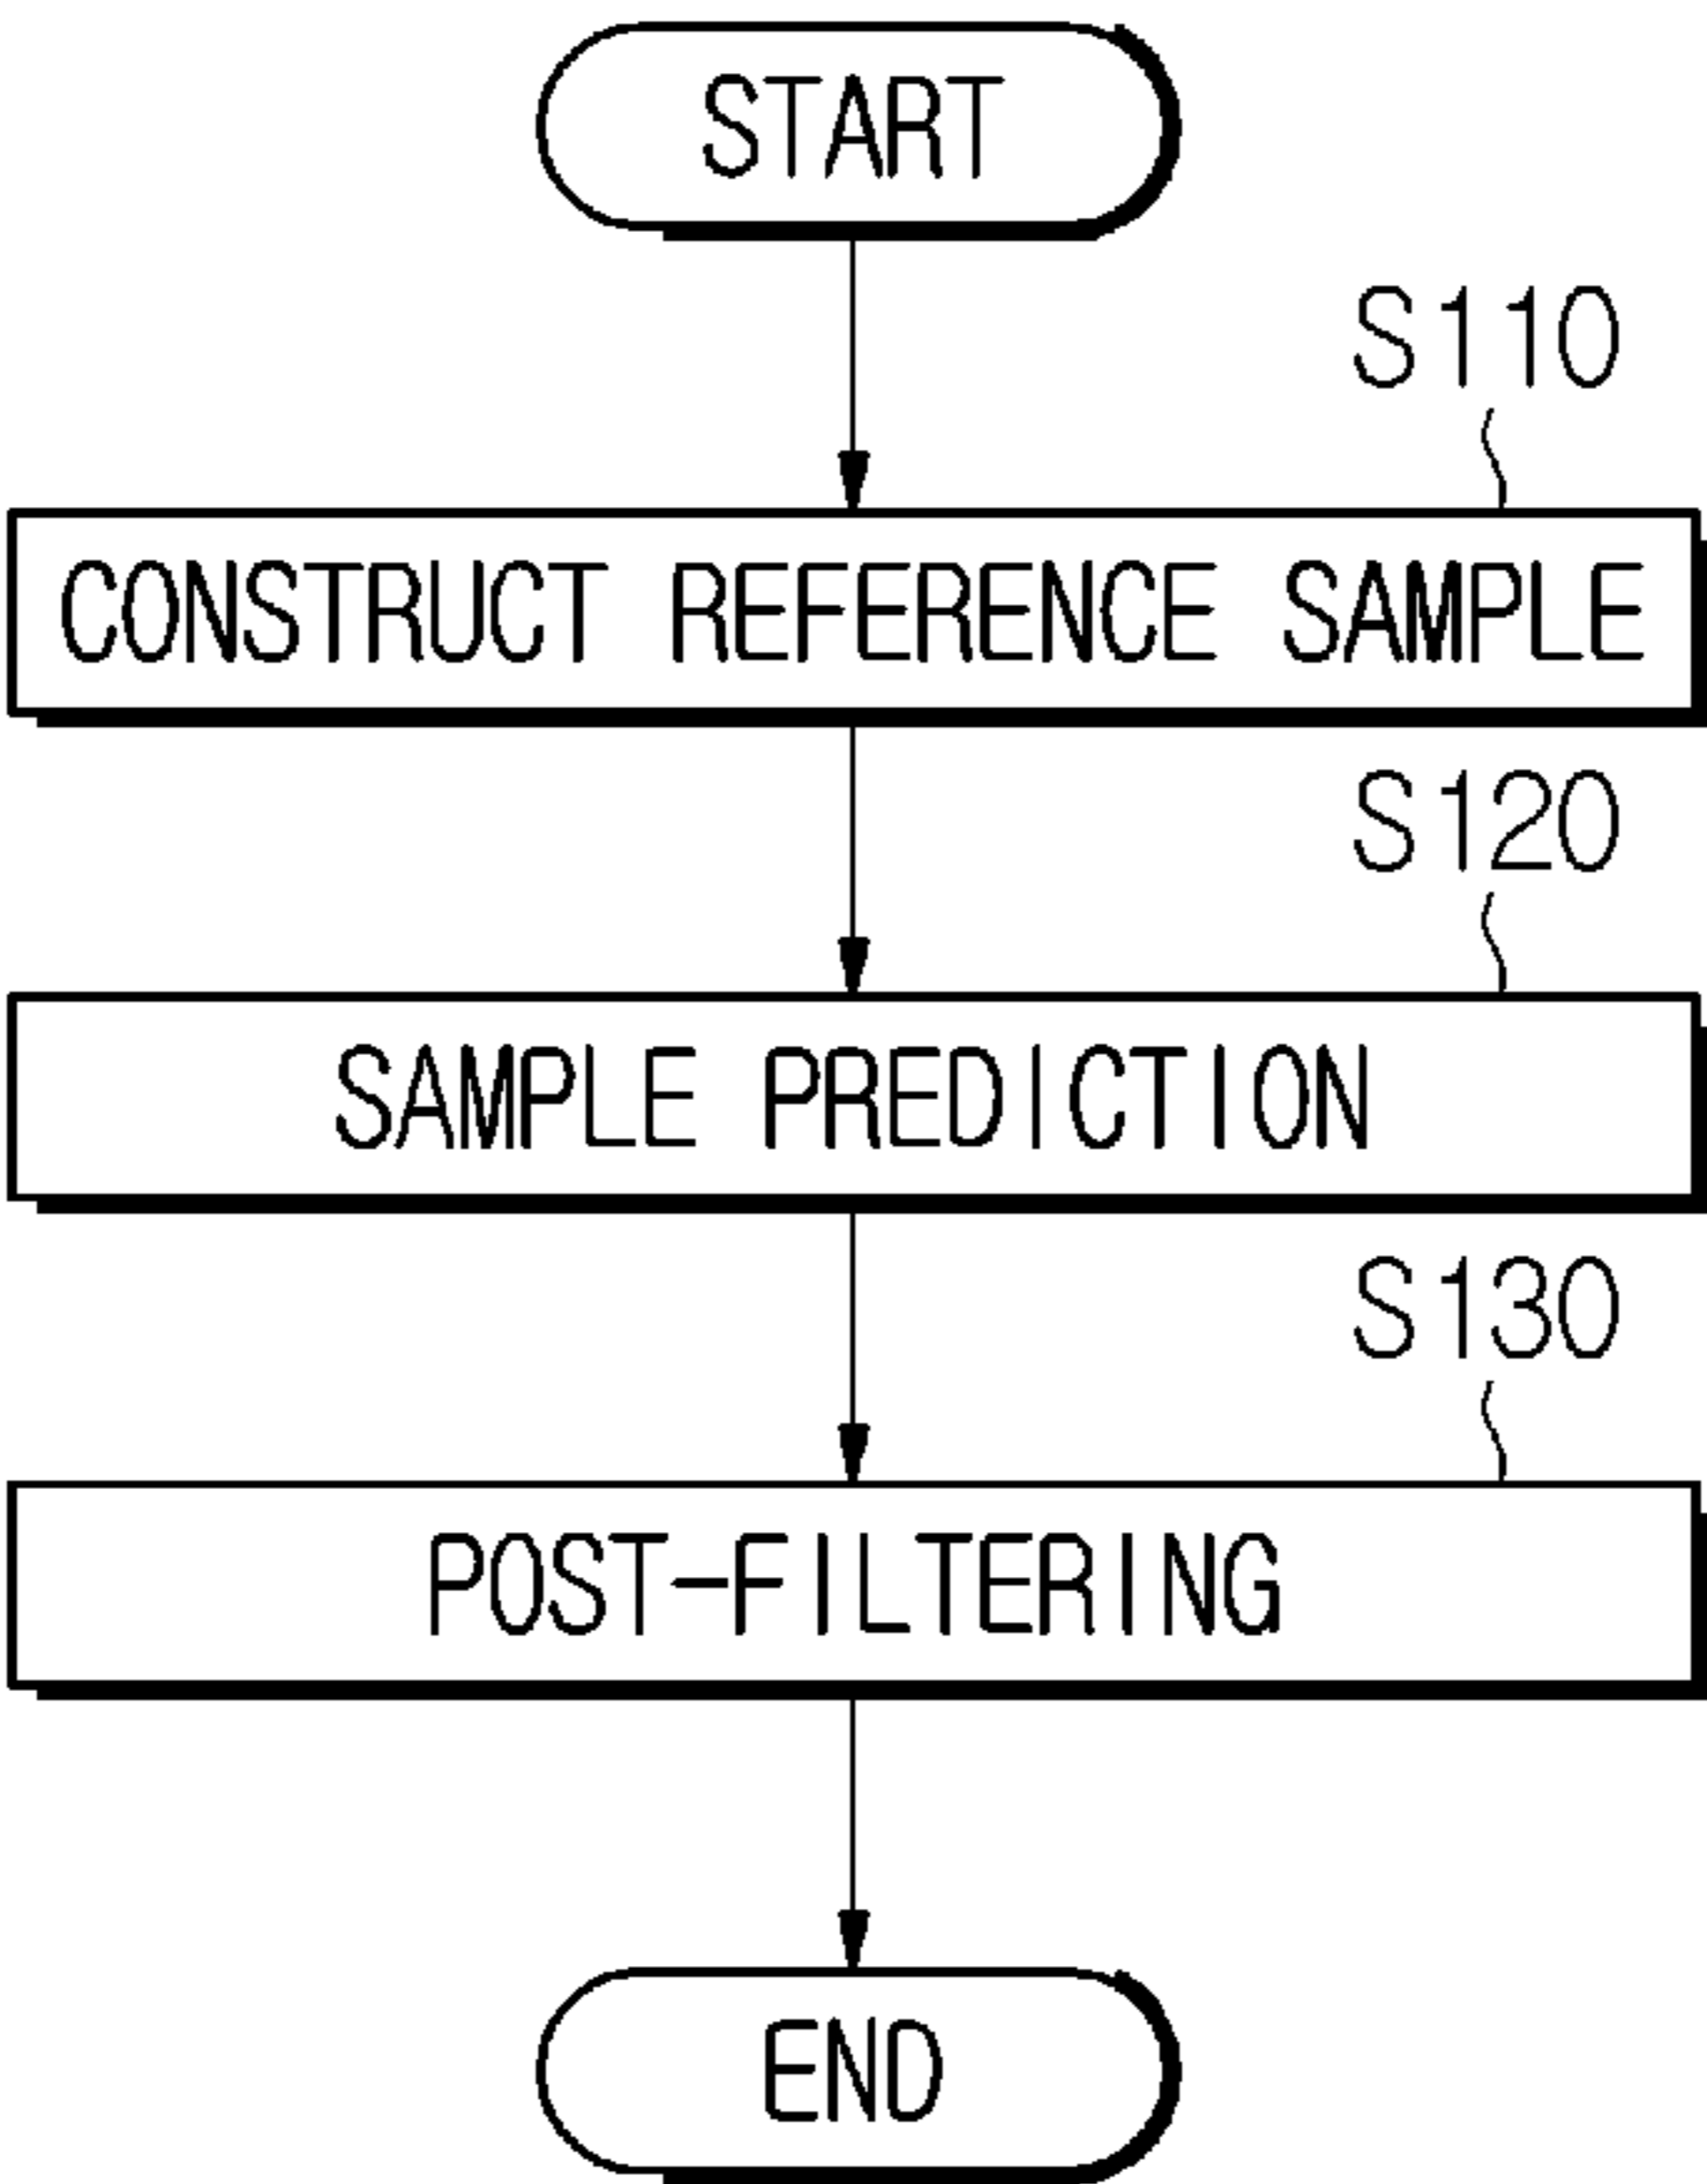 START
S110
CONSTRUCT REFERENCE SAMPLE
S120
SAMPLE PREDICTION
S130
POST-FILTERING
END